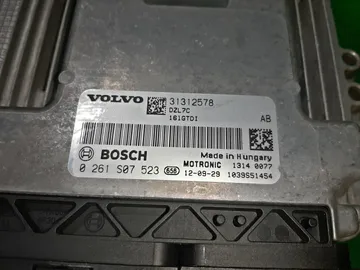 VOLVO 31312578
DZL7C
161GTDI AB
BOSCH Made in Hungary
0 261 S07 523 658 MOTRONIC 1314 0077
12-09-29 1039S51454